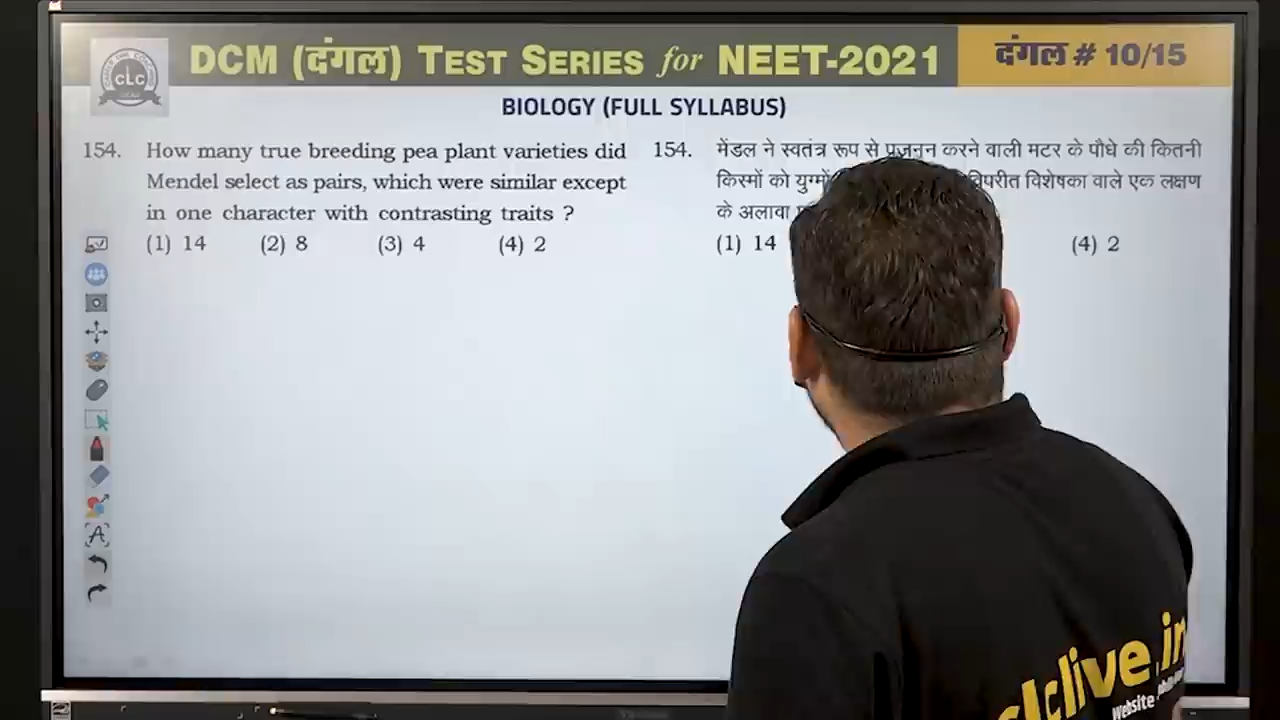 CLC
DCM (दंगल) TEST SERIES for NEET-2021
दंगल # 10/15
BIOLOGY (FULL SYLLABUS)
154. How many true breeding pea plant varieties did
Mendel select as pairs, which were similar except
in one character with contrasting traits ?
(1) 14 (2) 8 (3) 4 (4) 2
154. मेंडल ने स्वतंत्र रूप से प्रजनन करने वाली मटर के पौधे की कितनी
किस्मों को युग्मों विपरीत विशेषका वाले एक लक्षण
के अलावा
(1) 14 (4) 2
clive.in
Website